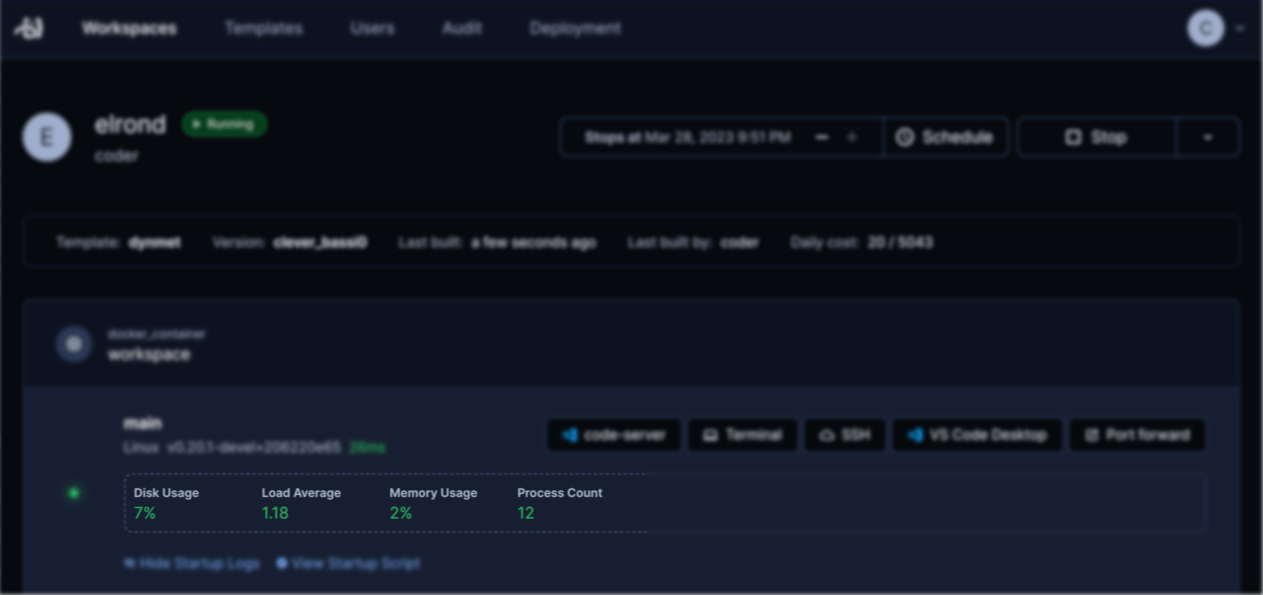 Workspaces Templates Users Audit Deployment C
E elrond Running
coder
Stops at Mar 28, 2023 9:51 PM − + Schedule Stop
Template: dynmet Version: clever_bassi0 Last built: a few seconds ago Last built by: coder Daily cost: 20 / 5043
docker_container
workspace
main
Linux v0.20.1-devel+206220e65 26ms
code-server Terminal SSH VS Code Desktop Port forward
Disk Usage Load Average Memory Usage Process Count
7% 1.18 2% 12
Hide Startup Logs View Startup Script